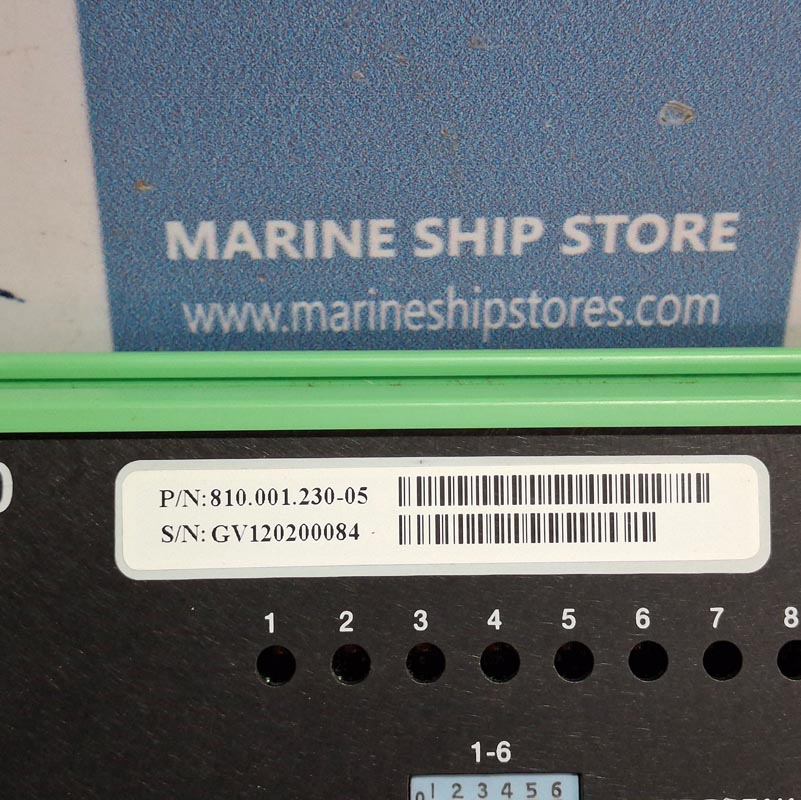 MARINE SHIP STORE
www.marineshipstores.com
P/N:810.001.230-05
S/N: GV120200084
1 2 3 4 5 6 7 8
1-6
1 2 3 4 5 6